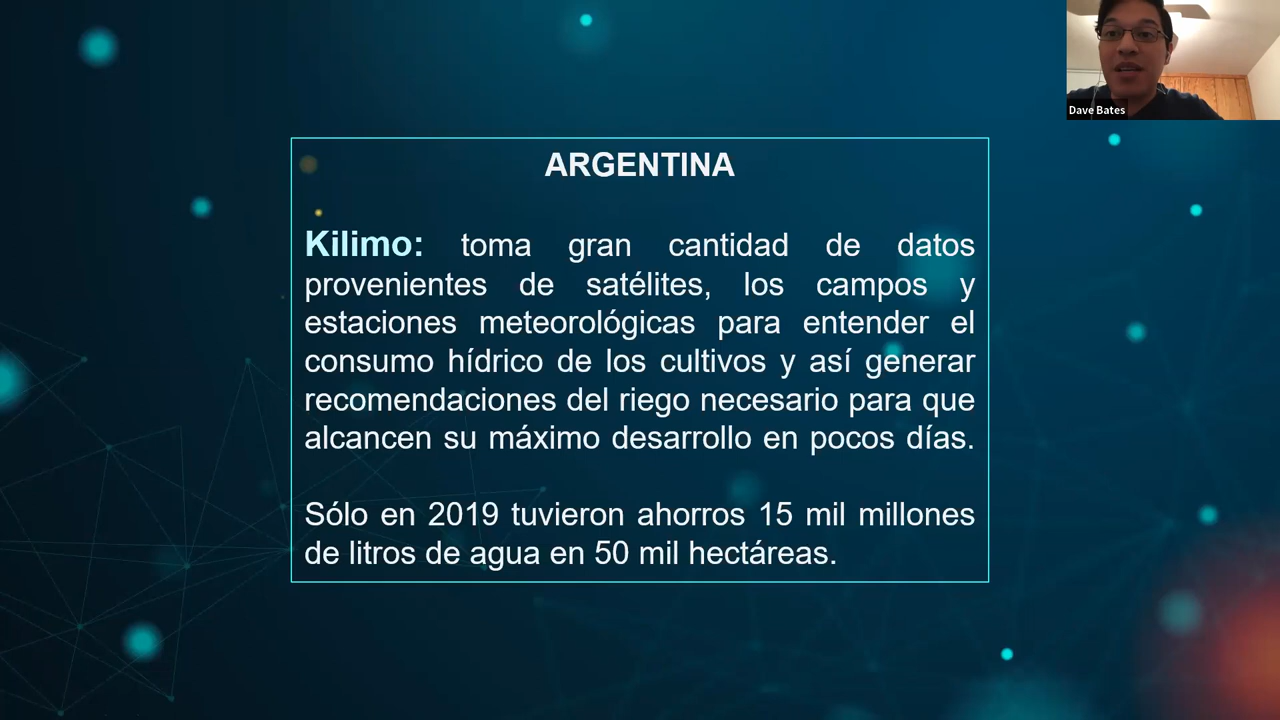 Dave Bates
ARGENTINA
Kilimo: toma gran cantidad de datos
provenientes de satélites, los campos y
estaciones meteorológicas para entender el
consumo hídrico de los cultivos y así generar
recomendaciones del riego necesario para que
alcancen su máximo desarrollo en pocos días.
Sólo en 2019 tuvieron ahorros 15 mil millones
de litros de agua en 50 mil hectáreas.